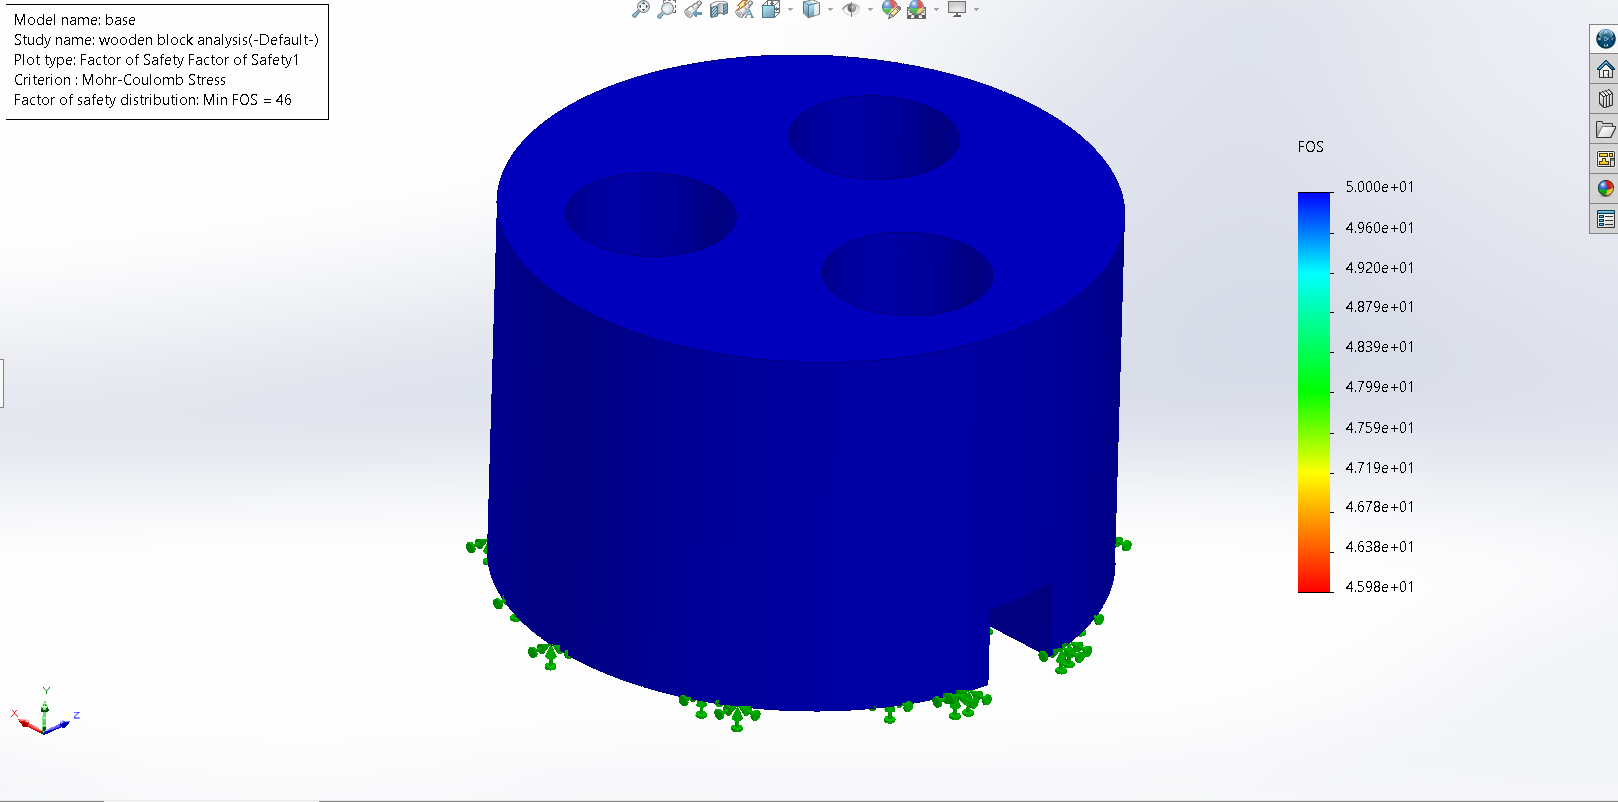 Model name: base
Study name: wooden block analysis(-Default-)
Plot type: Factor of Safety Factor of Safety1
Criterion : Mohr-Coulomb Stress
Factor of safety distribution: Min FOS = 46
FOS
5.000e+01
4.960e+01
4.920e+01
4.879e+01
4.839e+01
4.799e+01
4.759e+01
4.719e+01
4.678e+01
4.638e+01
4.598e+01
Y
X
Z